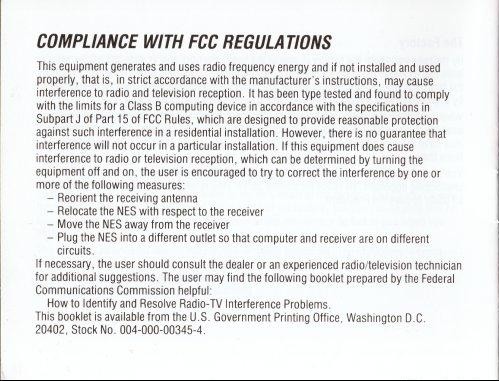 COMPLIANCE WITH FCC REGULATIONS
This equipment generates and uses radio frequency energy and if not installed and used
properly, that is, in strict accordance with the manufacturer's instructions, may cause
interference to radio and television reception. It has been type tested and found to comply
with the limits for a Class B computing device in accordance with the specifications in
Subpart J of Part 15 of FCC Rules, which are designed to provide reasonable protection
against such interference in a residential installation. However, there is no guarantee that
interference will not occur in a particular installation. If this equipment does cause
interference to radio or television reception, which can be determined by turning the
equipment off and on, the user is encouraged to try to correct the interference by one or
more of the following measures:
– Reorient the receiving antenna
– Relocate the NES with respect to the receiver
– Move the NES away from the receiver
– Plug the NES into a different outlet so that computer and receiver are on different
circuits.
If necessary, the user should consult the dealer or an experienced radio/television technician
for additional suggestions. The user may find the following booklet prepared by the Federal
Communications Commission helpful:
How to Identify and Resolve Radio-TV Interference Problems.
This booklet is available from the U.S. Government Printing Office, Washington D.C.
20402, Stock No. 004-000-00345-4.